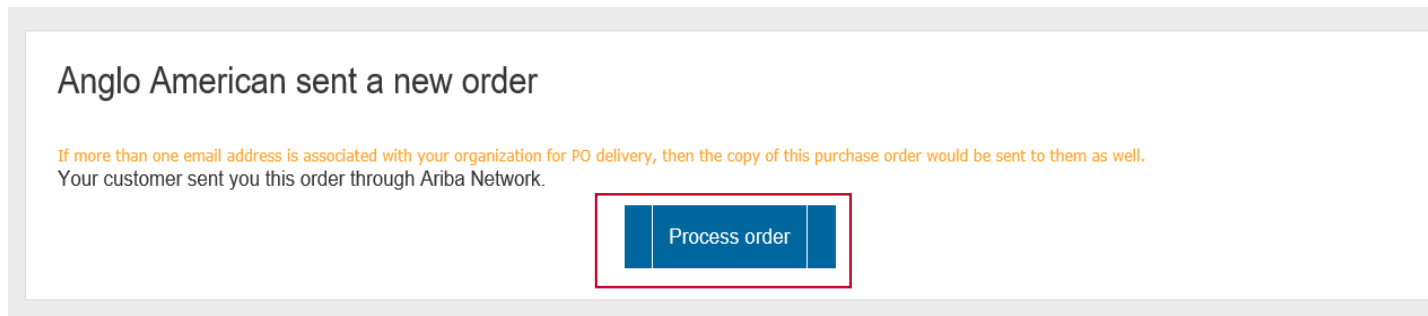 Anglo American sent a new order
If more than one email address is associated with your organization for PO delivery, then the copy of this purchase order would be sent to them as well.
Your customer sent you this order through Ariba Network.
Process order